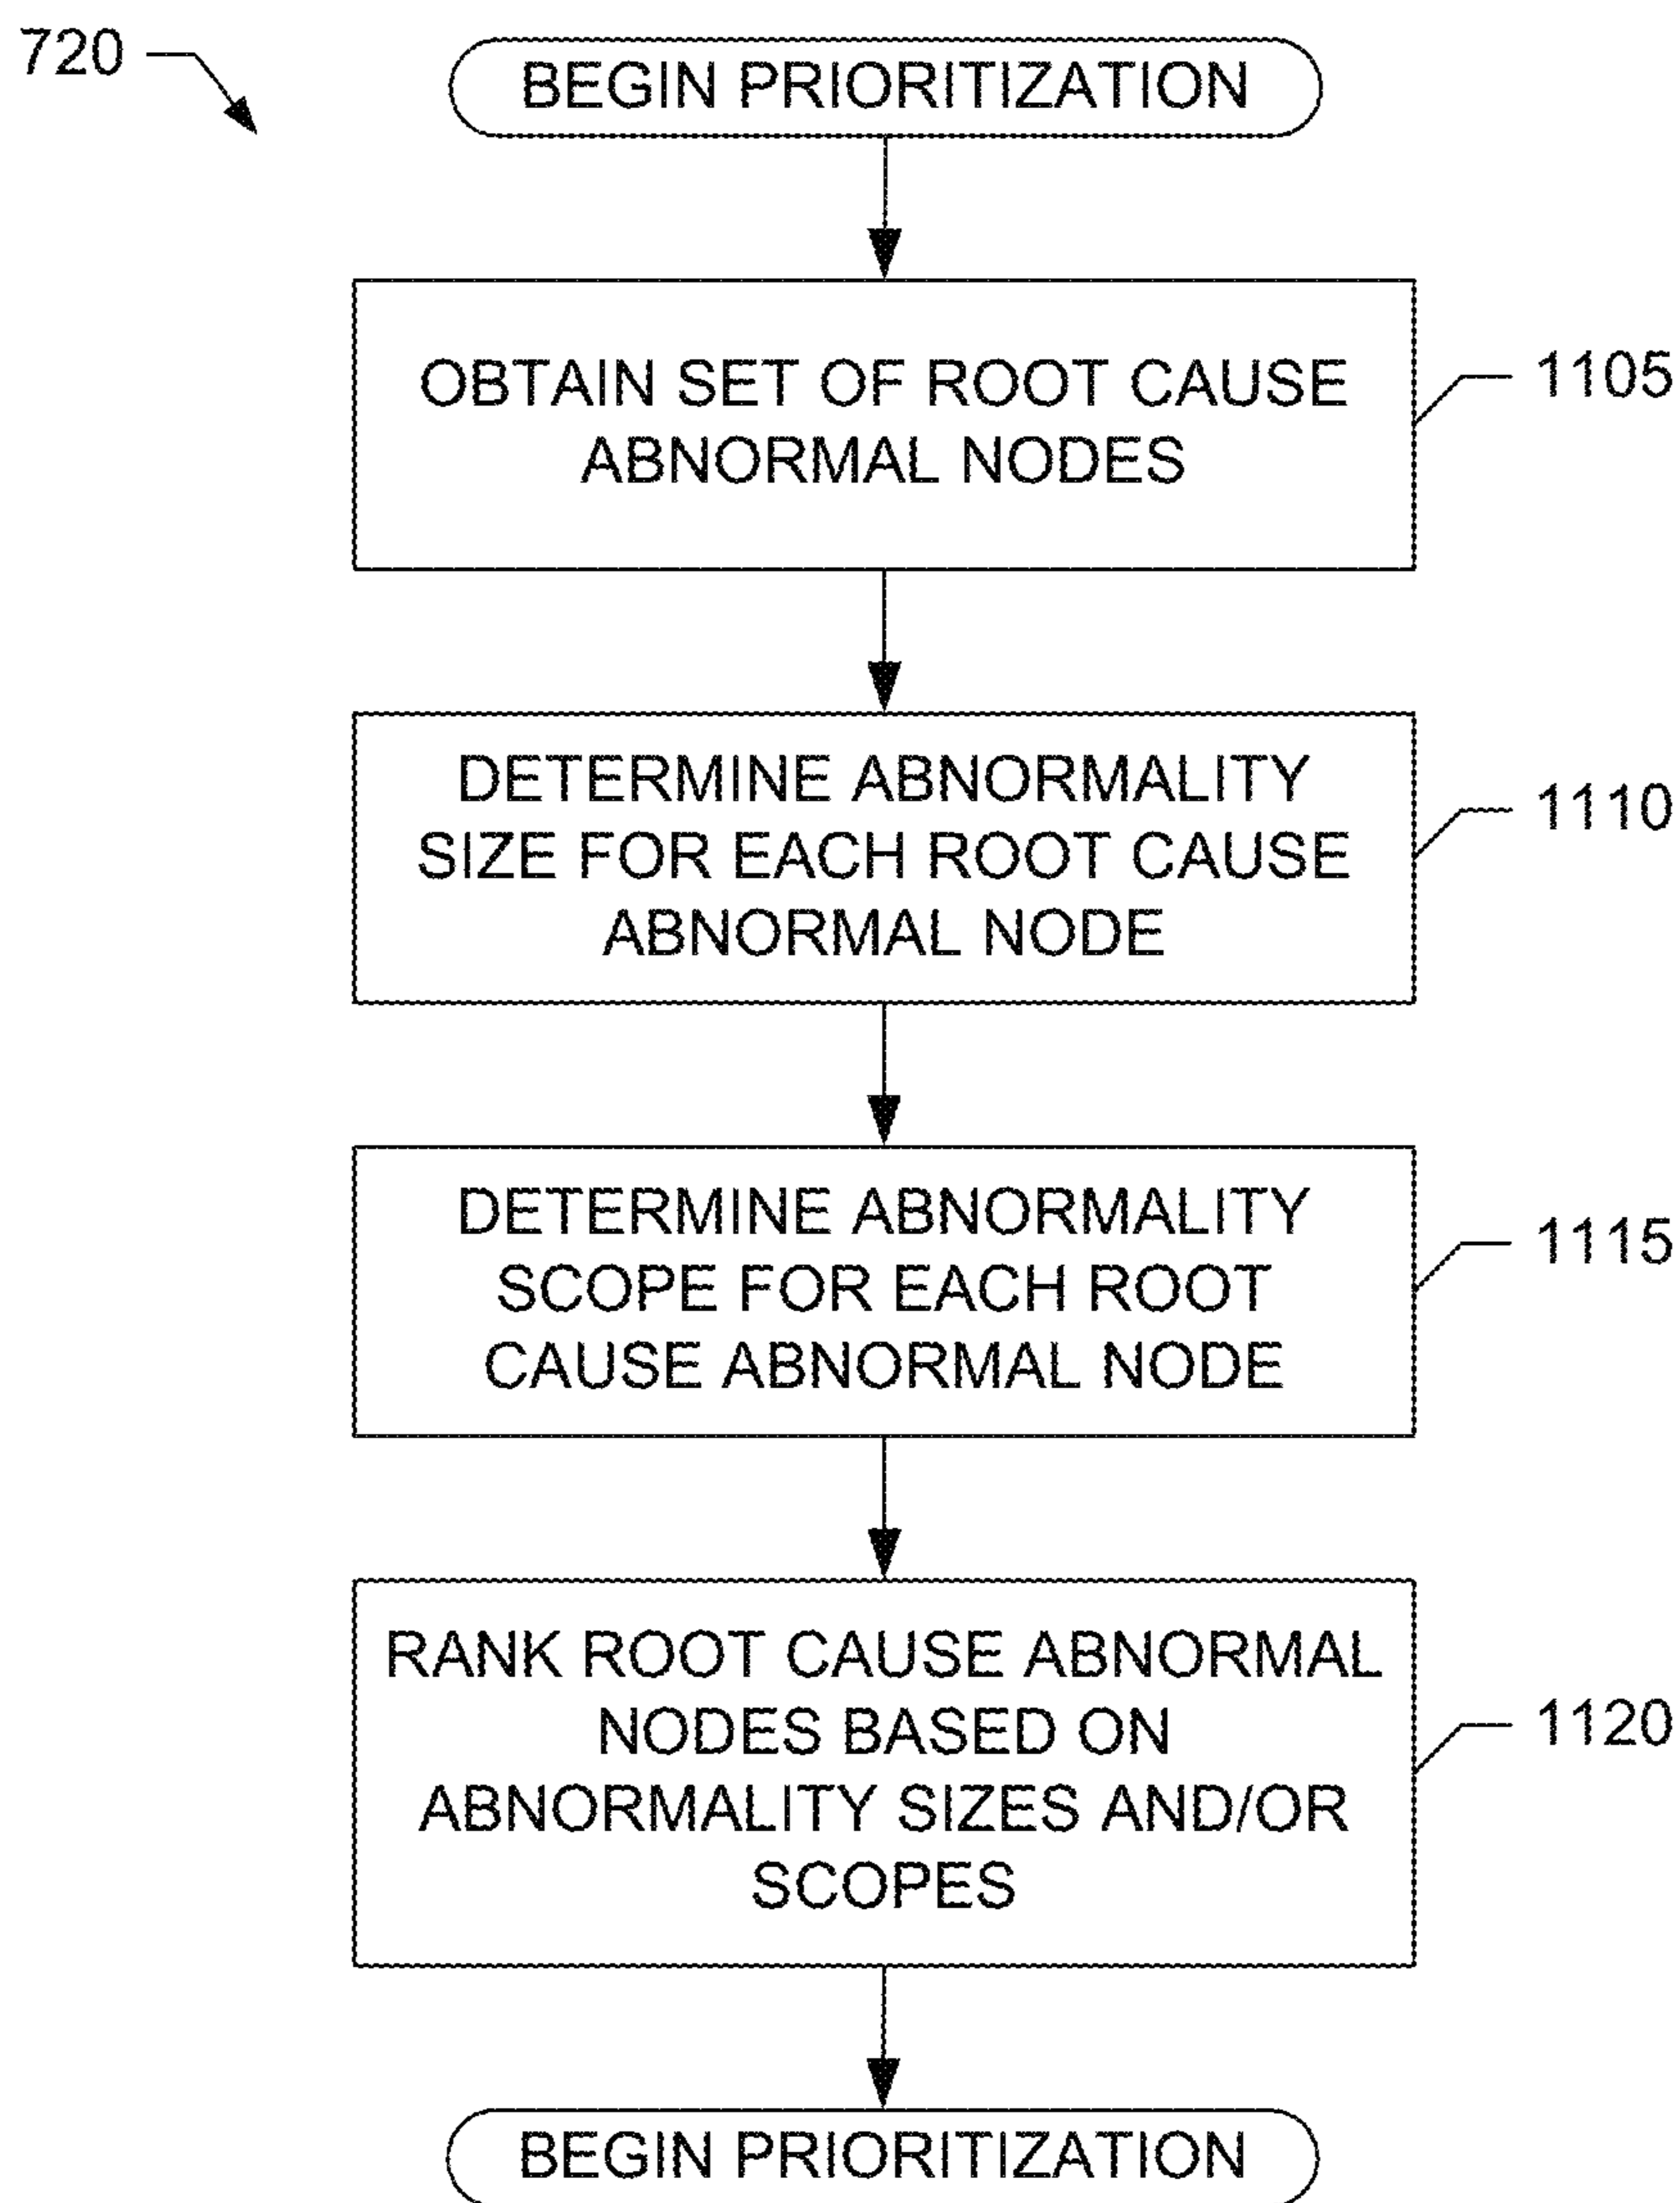 720
BEGIN PRIORITIZATION
OBTAIN SET OF ROOT CAUSE
ABNORMAL NODES
1105
DETERMINE ABNORMALITY
SIZE FOR EACH ROOT CAUSE
ABNORMAL NODE
1110
DETERMINE ABNORMALITY
SCOPE FOR EACH ROOT
CAUSE ABNORMAL NODE
1115
RANK ROOT CAUSE ABNORMAL
NODES BASED ON
ABNORMALITY SIZES AND/OR
SCOPES
1120
BEGIN PRIORITIZATION